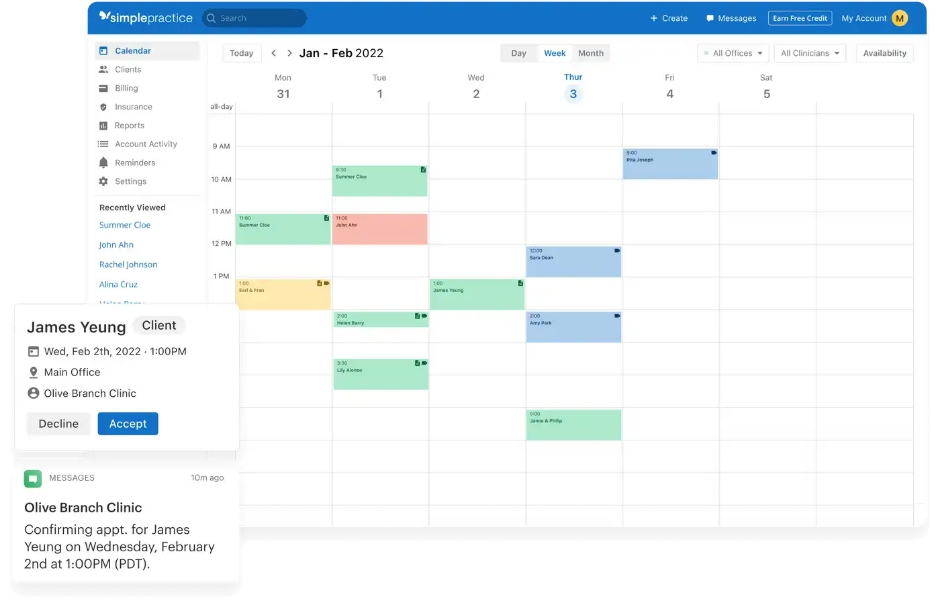 simplepractice
Search
Create
Messages
Earn Free Credit
My Account
M
Calendar
Clients
Billing
Insurance
Reports
Account Activity
Reminders
Settings
Recently Viewed
Summer Cloe
John Ahn
Rachel Johnson
Alina Cruz
Today
Jan - Feb 2022
Day
Week
Month
All Offices
All Clinicians
Availability
Mon
31
Tue
1
Wed
2
Thur
3
Fri
4
Sat
5
all-day
9 AM
10 AM
11 AM
12 PM
1 PM
9:00
Rita Joseph
9:30
Summer Cloe
11:00
Summer Cloe
11:00
John Ahn
12:00
Sara Dean
1:00
1:00
James Yeung
2:00
Helen Berry
2:00
Amy Park
3:30
Lily Alonso
5:00
Jamie & Philip
James Yeung
Client
Wed, Feb 2th, 2022 · 1:00PM
Main Office
Olive Branch Clinic
Decline
Accept
MESSAGES
10m ago
Olive Branch Clinic
Confirming appt. for James
Yeung on Wednesday, February
2nd at 1:00PM (PDT).